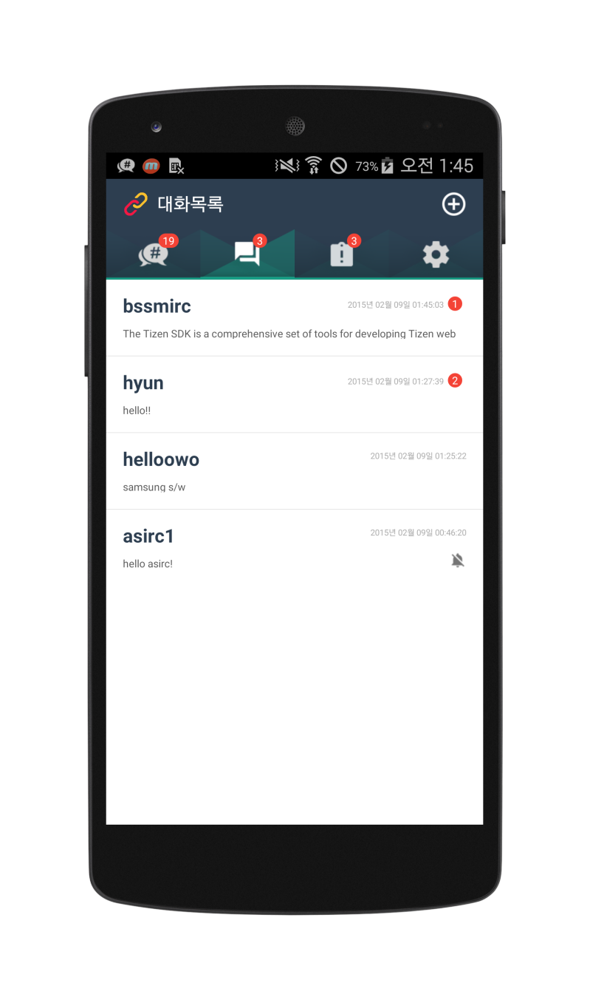 # m 73% 오전 1:45
대화목록
19 # 3 3
bssmirc 2015년 02월 09일 01:45:03 1
The Tizen SDK is a comprehensive set of tools for developing Tizen web
hyun 2015년 02월 09일 01:27:39 2
hello!!
helloowo 2015년 02월 09일 01:25:22
samsung s/w
asirc1 2015년 02월 09일 00:46:20
hello asirc!